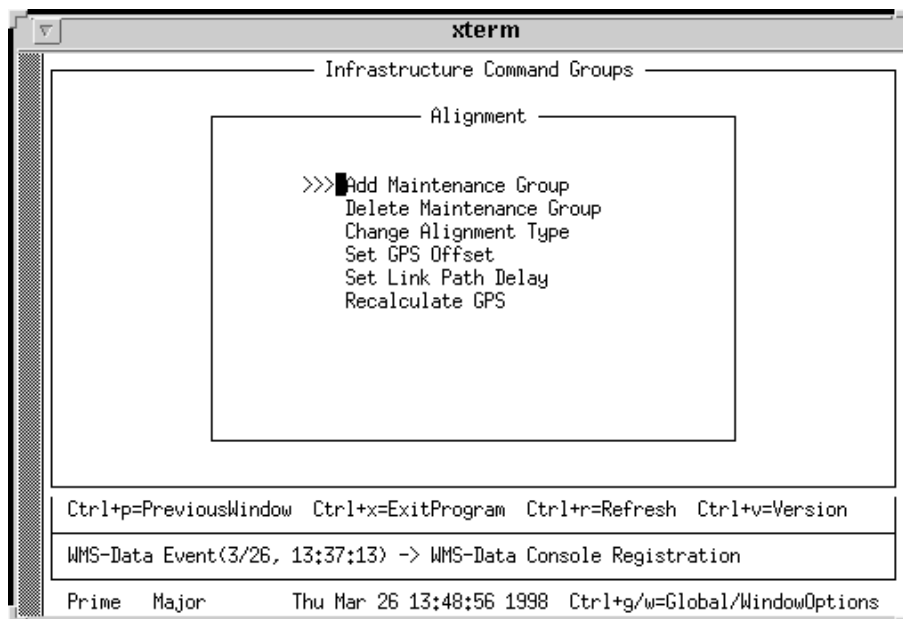 xterm
Infrastructure Command Groups
Alignment
>>> Add Maintenance Group
Delete Maintenance Group
Change Alignment Type
Set GPS Offset
Set Link Path Delay
Recalculate GPS
Ctrl+p=PreviousWindow Ctrl+x=ExitProgram Ctrl+r=Refresh Ctrl+v=Version
WMS-Data Event(3/26, 13:37:13) -> WMS-Data Console Registration
Prime Major Thu Mar 26 13:48:56 1998 Ctrl+g/w=Global/WindowOptions